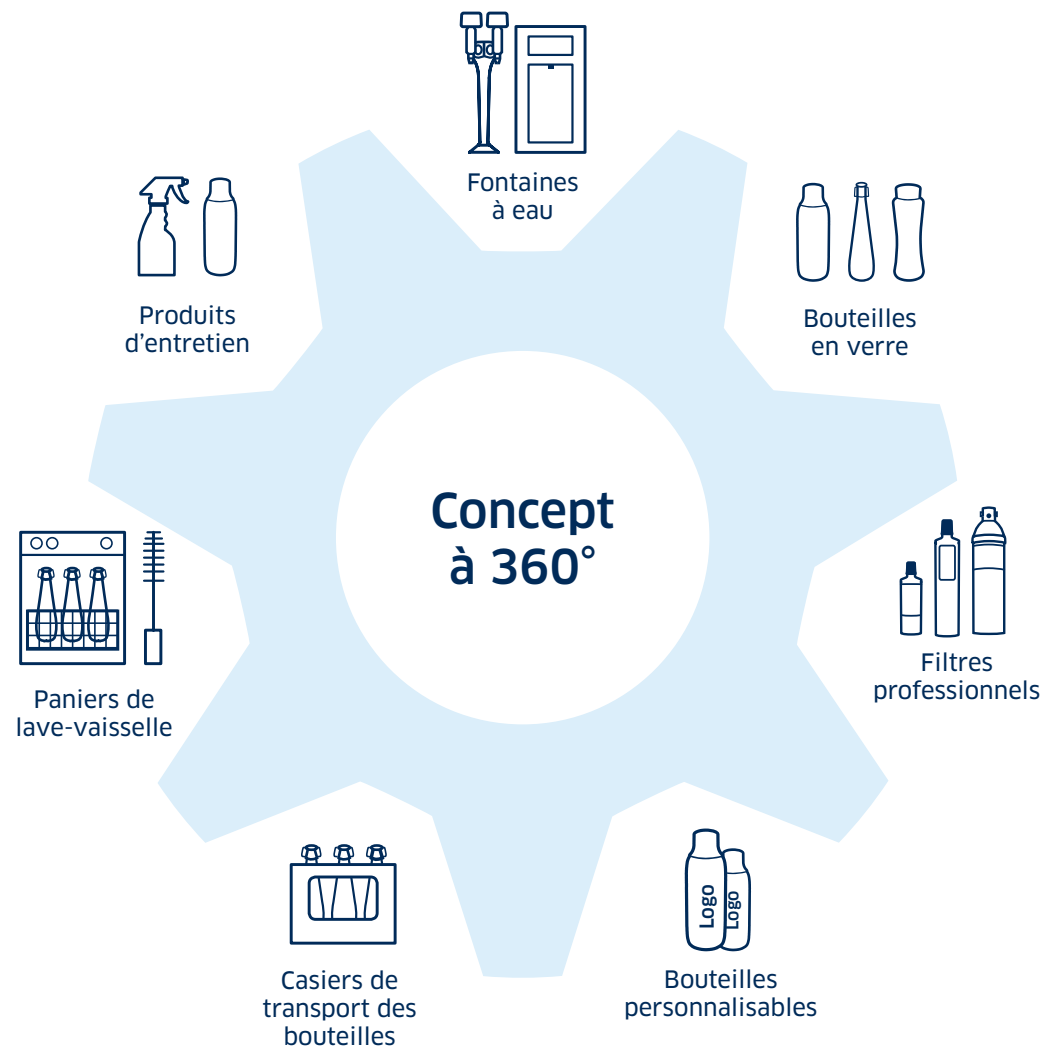 Fontaines
à eau
Produits
d'entretien
Bouteilles
en verre
Concept
à 360°
Filtres
professionnels
Paniers de
lave-vaisselle
Logo
Logo
Casiers de
transport des
bouteilles
Bouteilles
personnalisables